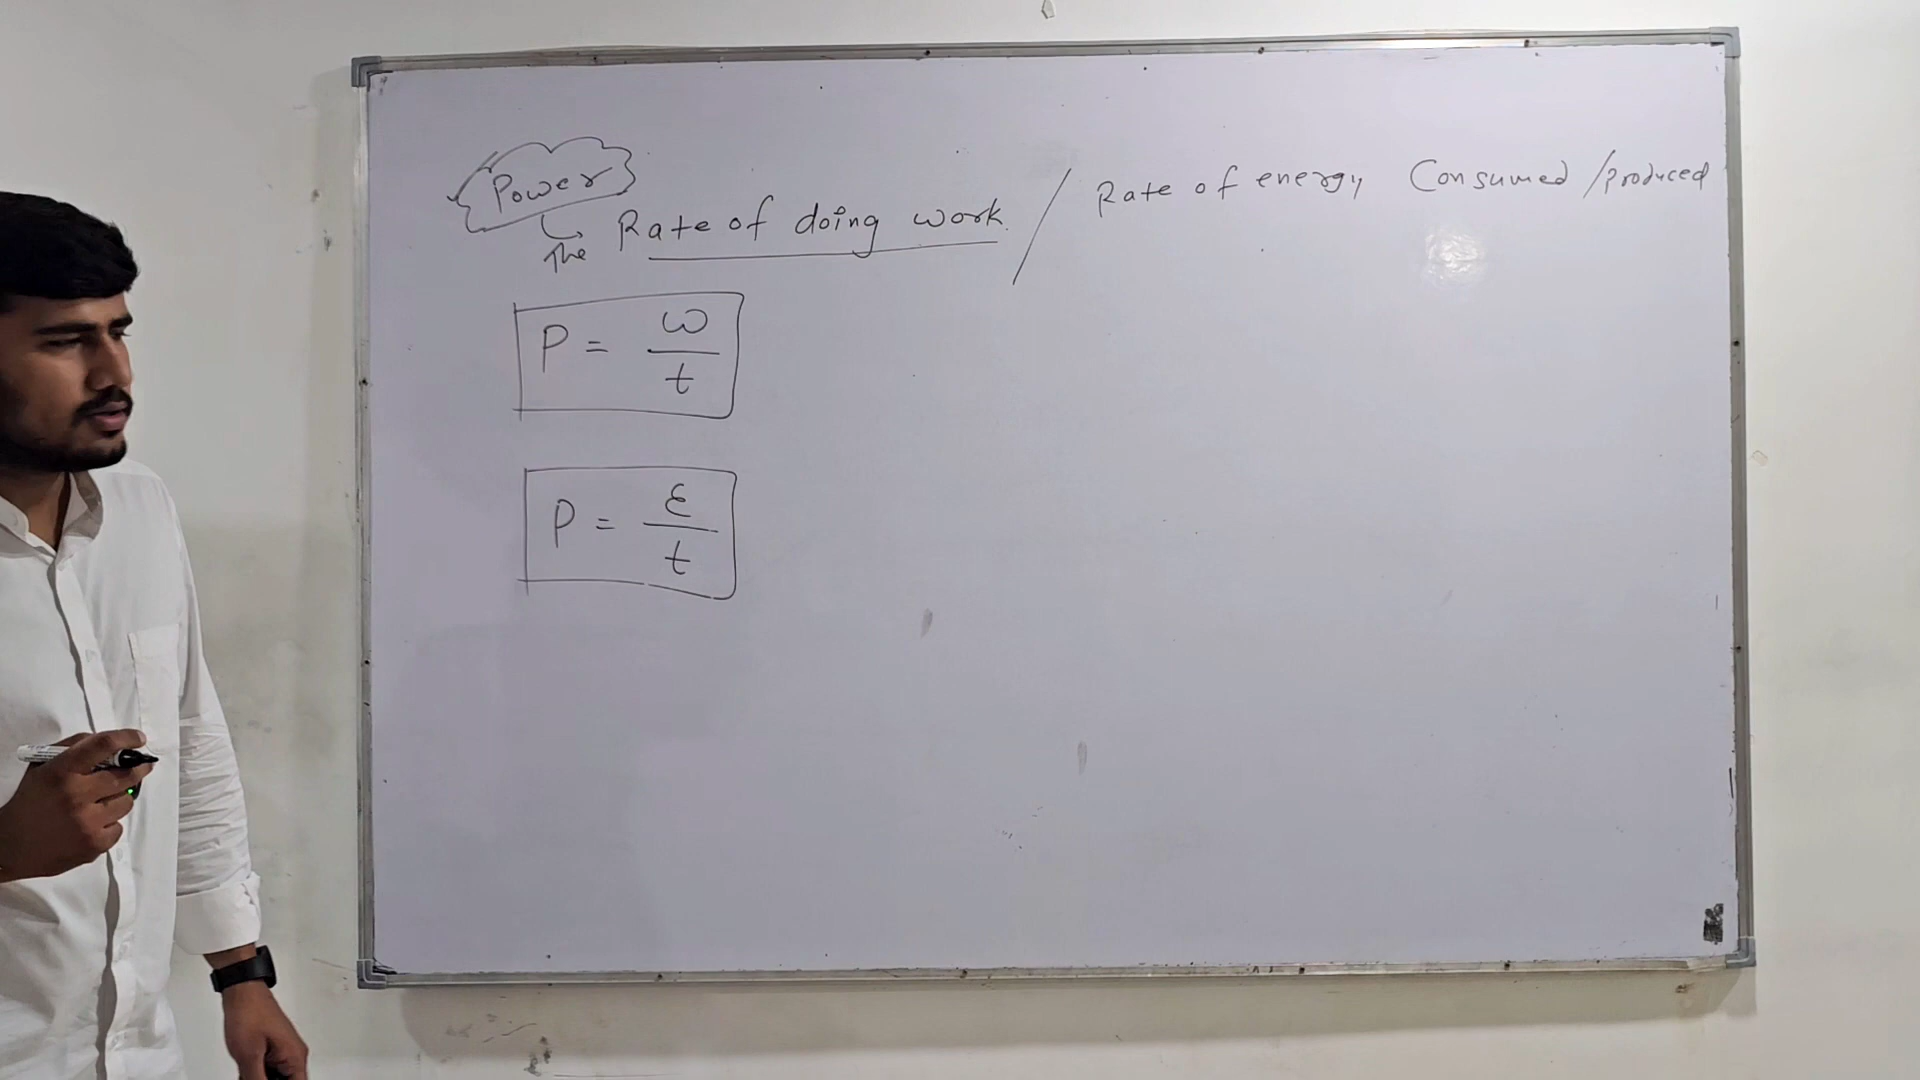 Power
The Rate of doing work / Rate of energy Consumed / produced
P = W / t
P = E / t